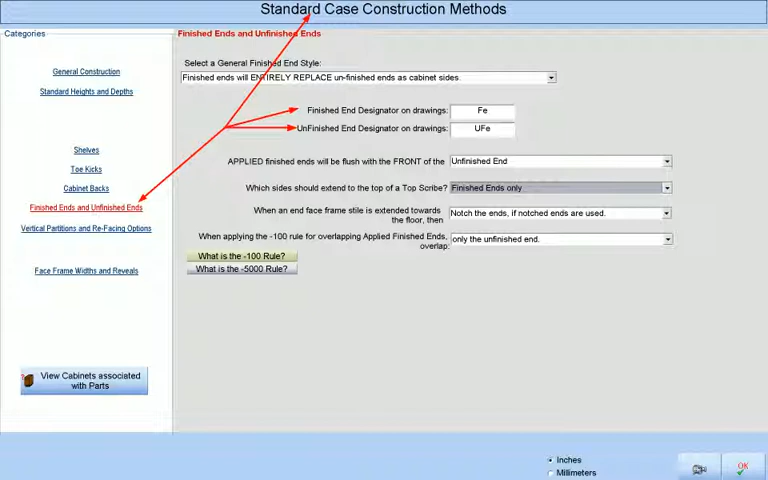 Standard Case Construction Methods
Categories
General Construction
Standard Heights and Depths
Shelves
Toe Kicks
Cabinet Backs
Finished Ends and Unfinished Ends
Vertical Partitions and Re-Facing Options
Face Frame Widths and Reveals
View Cabinets associated
with Parts
Finished Ends and Unfinished Ends
Select a General Finished End Style:
Finished ends will ENTIRELY REPLACE un-finished ends as cabinet sides
Finished End Designator on drawings: Fe
UnFinished End Designator on drawings: UFe
APPLIED finished ends will be flush with the FRONT of the Unfinished End
Which sides should extend to the top of a Top Scribe? Finished Ends only
When an end face frame stile is extended towards
the floor, then Notch the ends, if notched ends are used.
When applying the -100 rule for overlapping Applied Finished Ends,
overlap: only the unfinished end.
What is the -100 Rule?
What is the -5000 Rule?
Inches
Millimeters
OK